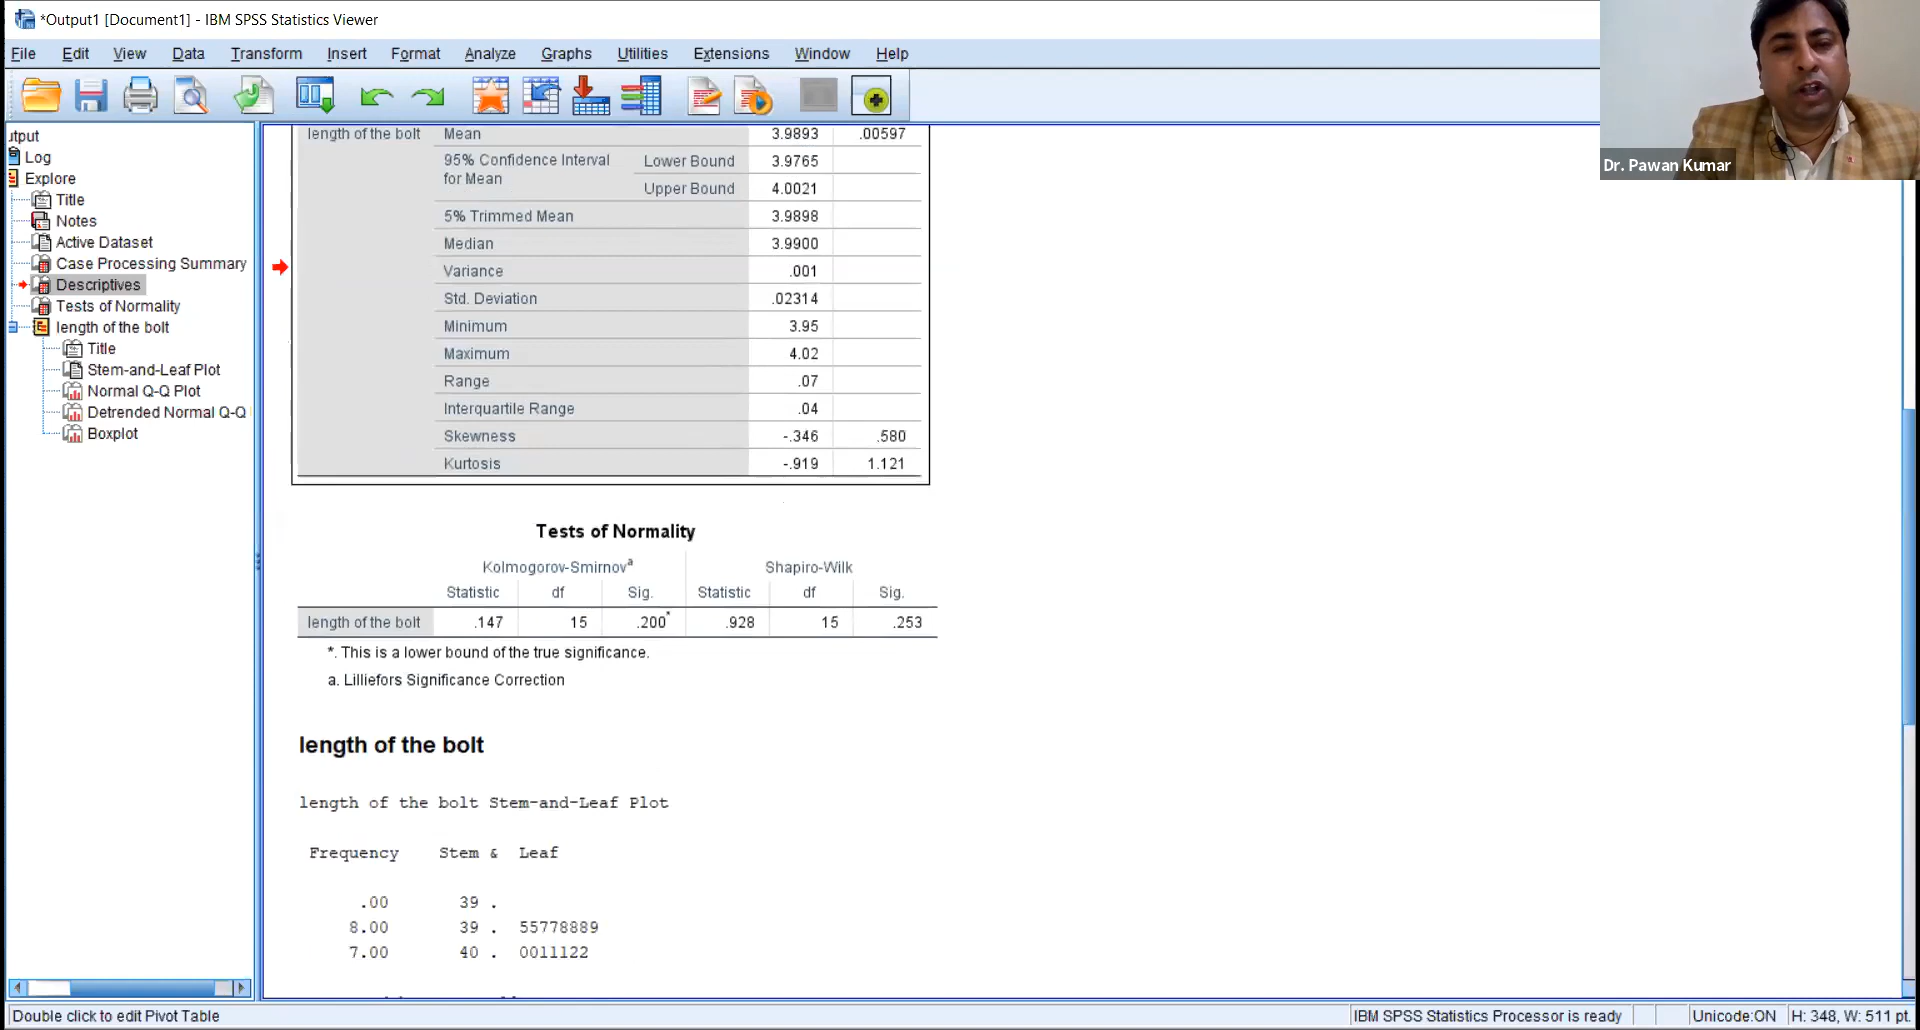 *Output1 [Document1] - IBM SPSS Statistics Viewer
File Edit View Data Transform Insert Format Analyze Graphs Utilities Extensions Window Help
Dr. Pawan Kumar
utput
Log
Explore
Title
Notes
Active Dataset
Case Processing Summary
Descriptives
Tests of Normality
length of the bolt
Title
Stem-and-Leaf Plot
Normal Q-Q Plot
Detrended Normal Q-Q
Boxplot
length of the bolt Mean 3.9893 .00597
95% Confidence Interval for Mean Lower Bound 3.9765
Upper Bound 4.0021
5% Trimmed Mean 3.9898
Median 3.9900
Variance .001
Std. Deviation .02314
Minimum 3.95
Maximum 4.02
Range .07
Interquartile Range .04
Skewness -.346 .580
Kurtosis -.919 1.121
Tests of Normality
Kolmogorov-Smirnov^a Shapiro-Wilk
Statistic df Sig. Statistic df Sig.
length of the bolt .147 15 .200* .928 15 .253
*. This is a lower bound of the true significance.
a. Lilliefors Significance Correction
length of the bolt
length of the bolt Stem-and-Leaf Plot
Frequency Stem & Leaf
.00 39 .
8.00 39 . 55778889
7.00 40 . 0011122
Double click to edit Pivot Table
IBM SPSS Statistics Processor is ready Unicode:ON H: 348, W: 511 pt.